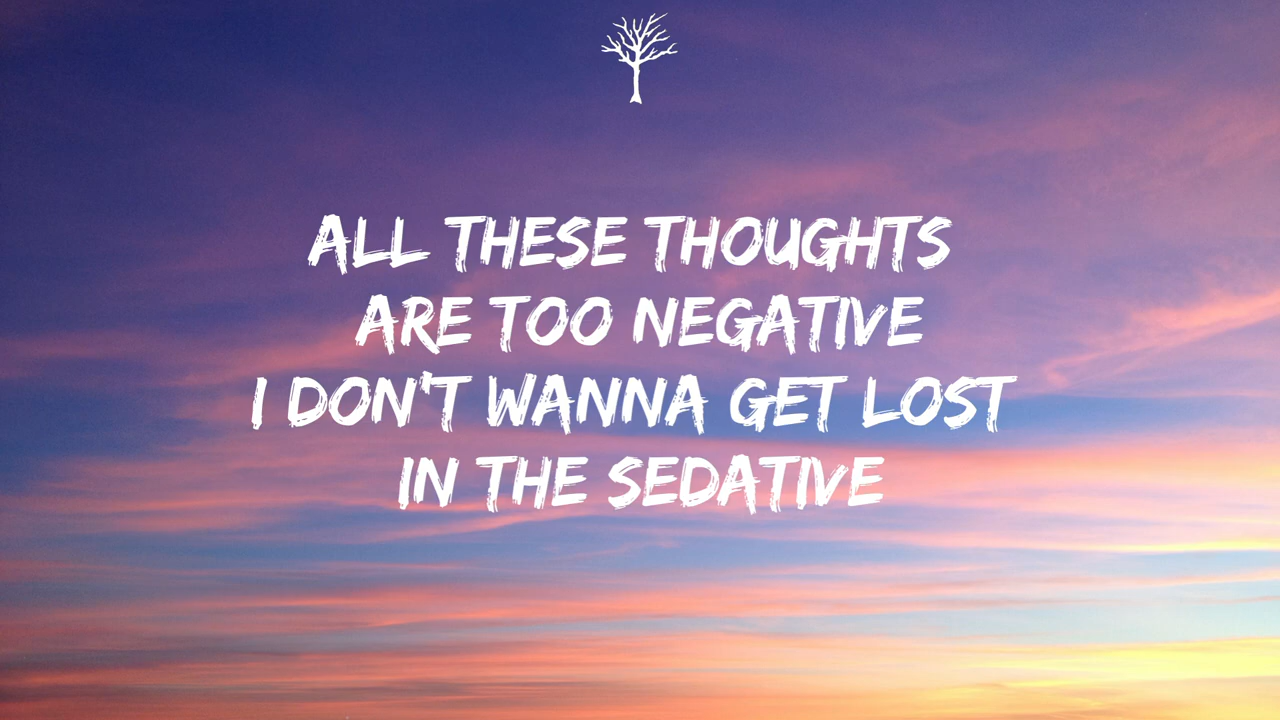 ALL THESE THOUGHTS
ARE TOO NEGATIVE
I DON'T WANNA GET LOST
IN THE SEDATIVE